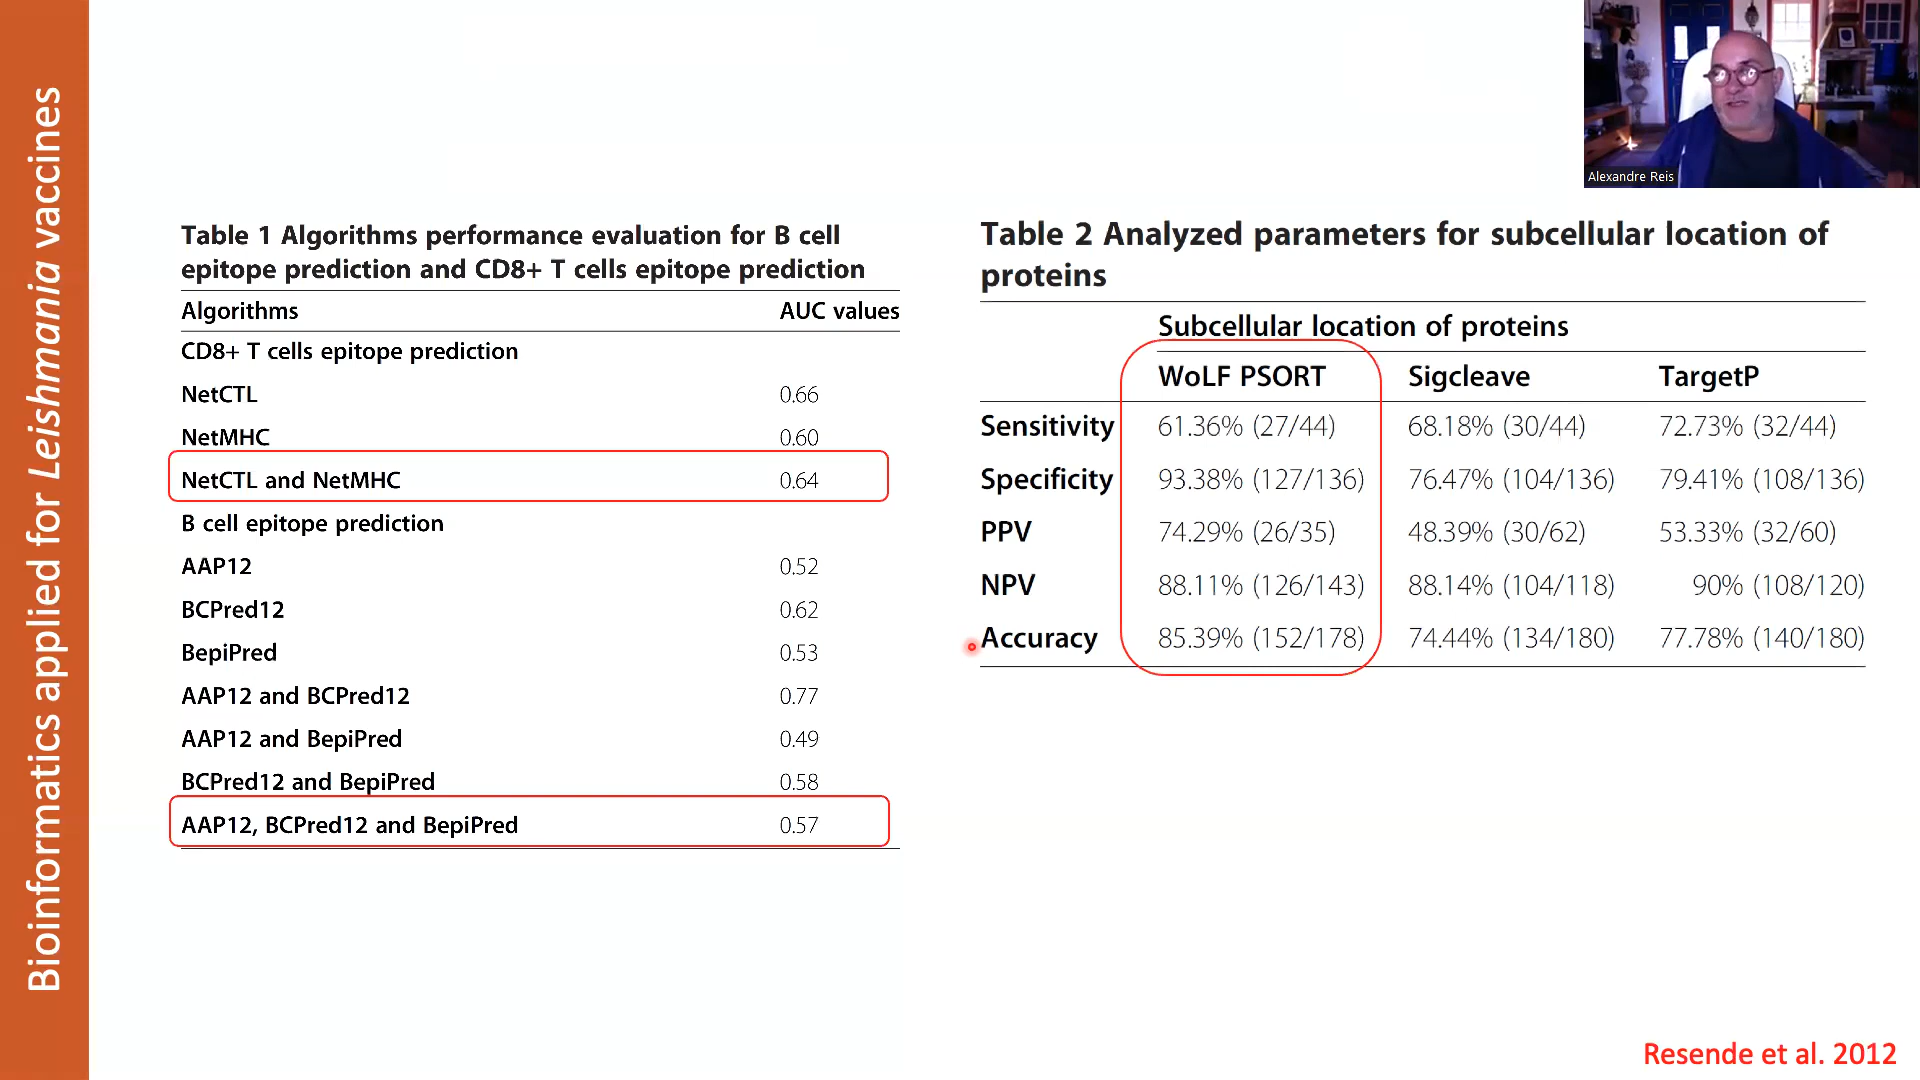 Bioinformatics applied for Leishmania vaccines
Alexandre Reis
Table 1 Algorithms performance evaluation for B cell
epitope prediction and CD8+ T cells epitope prediction
Algorithms AUC values
CD8+ T cells epitope prediction
NetCTL 0.66
NetMHC 0.60
NetCTL and NetMHC 0.64
B cell epitope prediction
AAP12 0.52
BCPred12 0.62
BepiPred 0.53
AAP12 and BCPred12 0.77
AAP12 and BepiPred 0.49
BCPred12 and BepiPred 0.58
AAP12, BCPred12 and BepiPred 0.57
Table 2 Analyzed parameters for subcellular location of
proteins
Subcellular location of proteins
WoLF PSORT Sigcleave TargetP
Sensitivity 61.36% (27/44) 68.18% (30/44) 72.73% (32/44)
Specificity 93.38% (127/136) 76.47% (104/136) 79.41% (108/136)
PPV 74.29% (26/35) 48.39% (30/62) 53.33% (32/60)
NPV 88.11% (126/143) 88.14% (104/118) 90% (108/120)
Accuracy 85.39% (152/178) 74.44% (134/180) 77.78% (140/180)
Resende et al. 2012